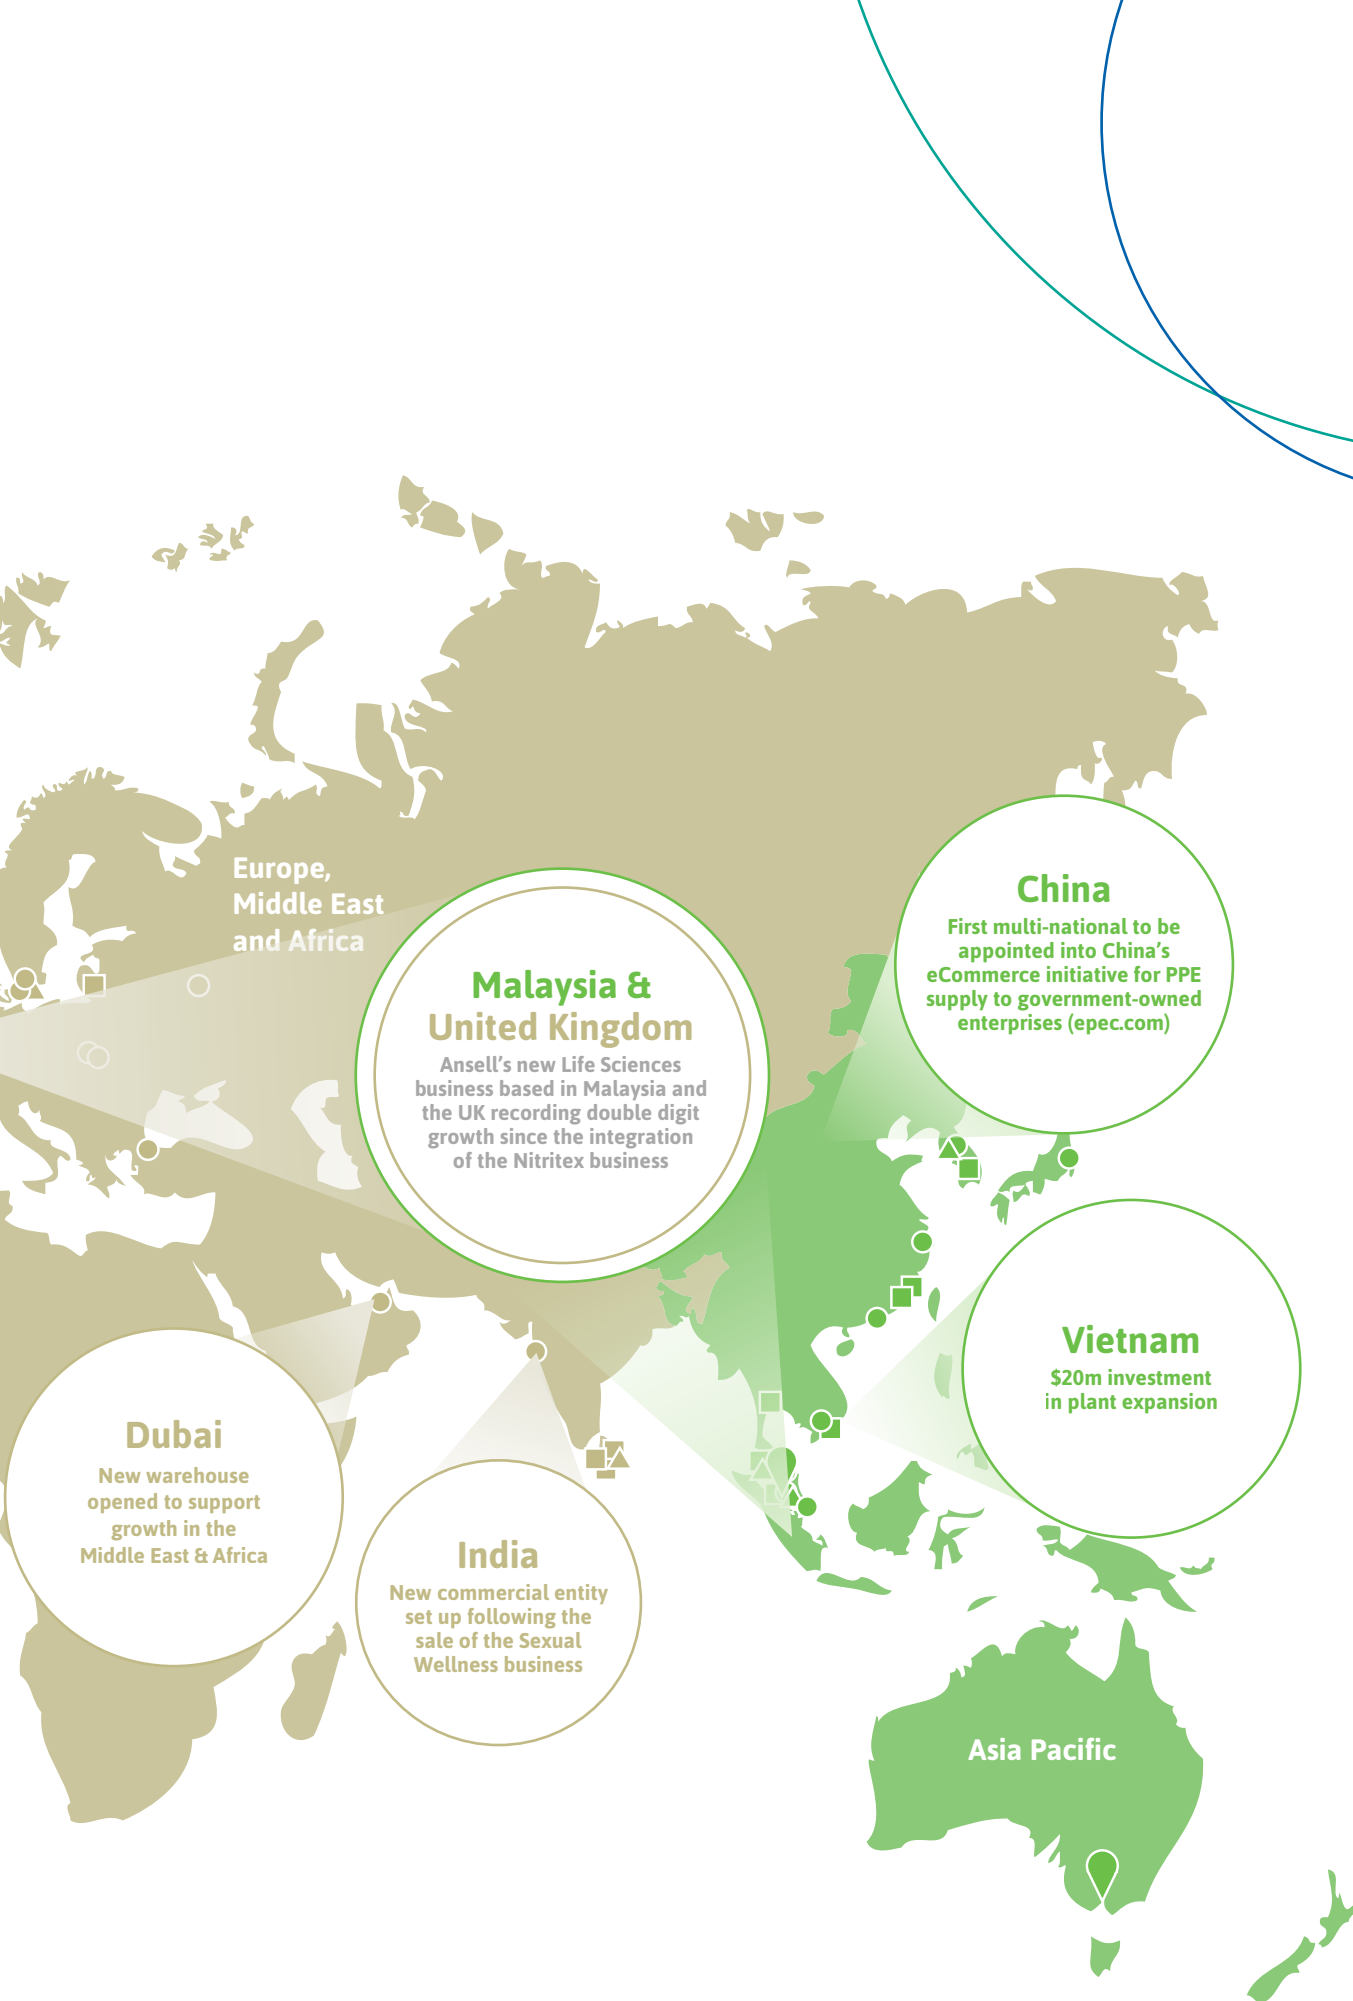 Europe,
Middle East
and Africa
Malaysia &
United Kingdom
Ansell’s new Life Sciences
business based in Malaysia and
the UK recording double digit
growth since the integration
of the Nitritex business
China
First multi-national to be
appointed into China’s
eCommerce initiative for PPE
supply to government-owned
enterprises (epec.com)
Vietnam
$20m investment
in plant expansion
Dubai
New warehouse
opened to support
growth in the
Middle East & Africa
India
New commercial entity
set up following the
sale of the Sexual
Wellness business
Asia Pacific